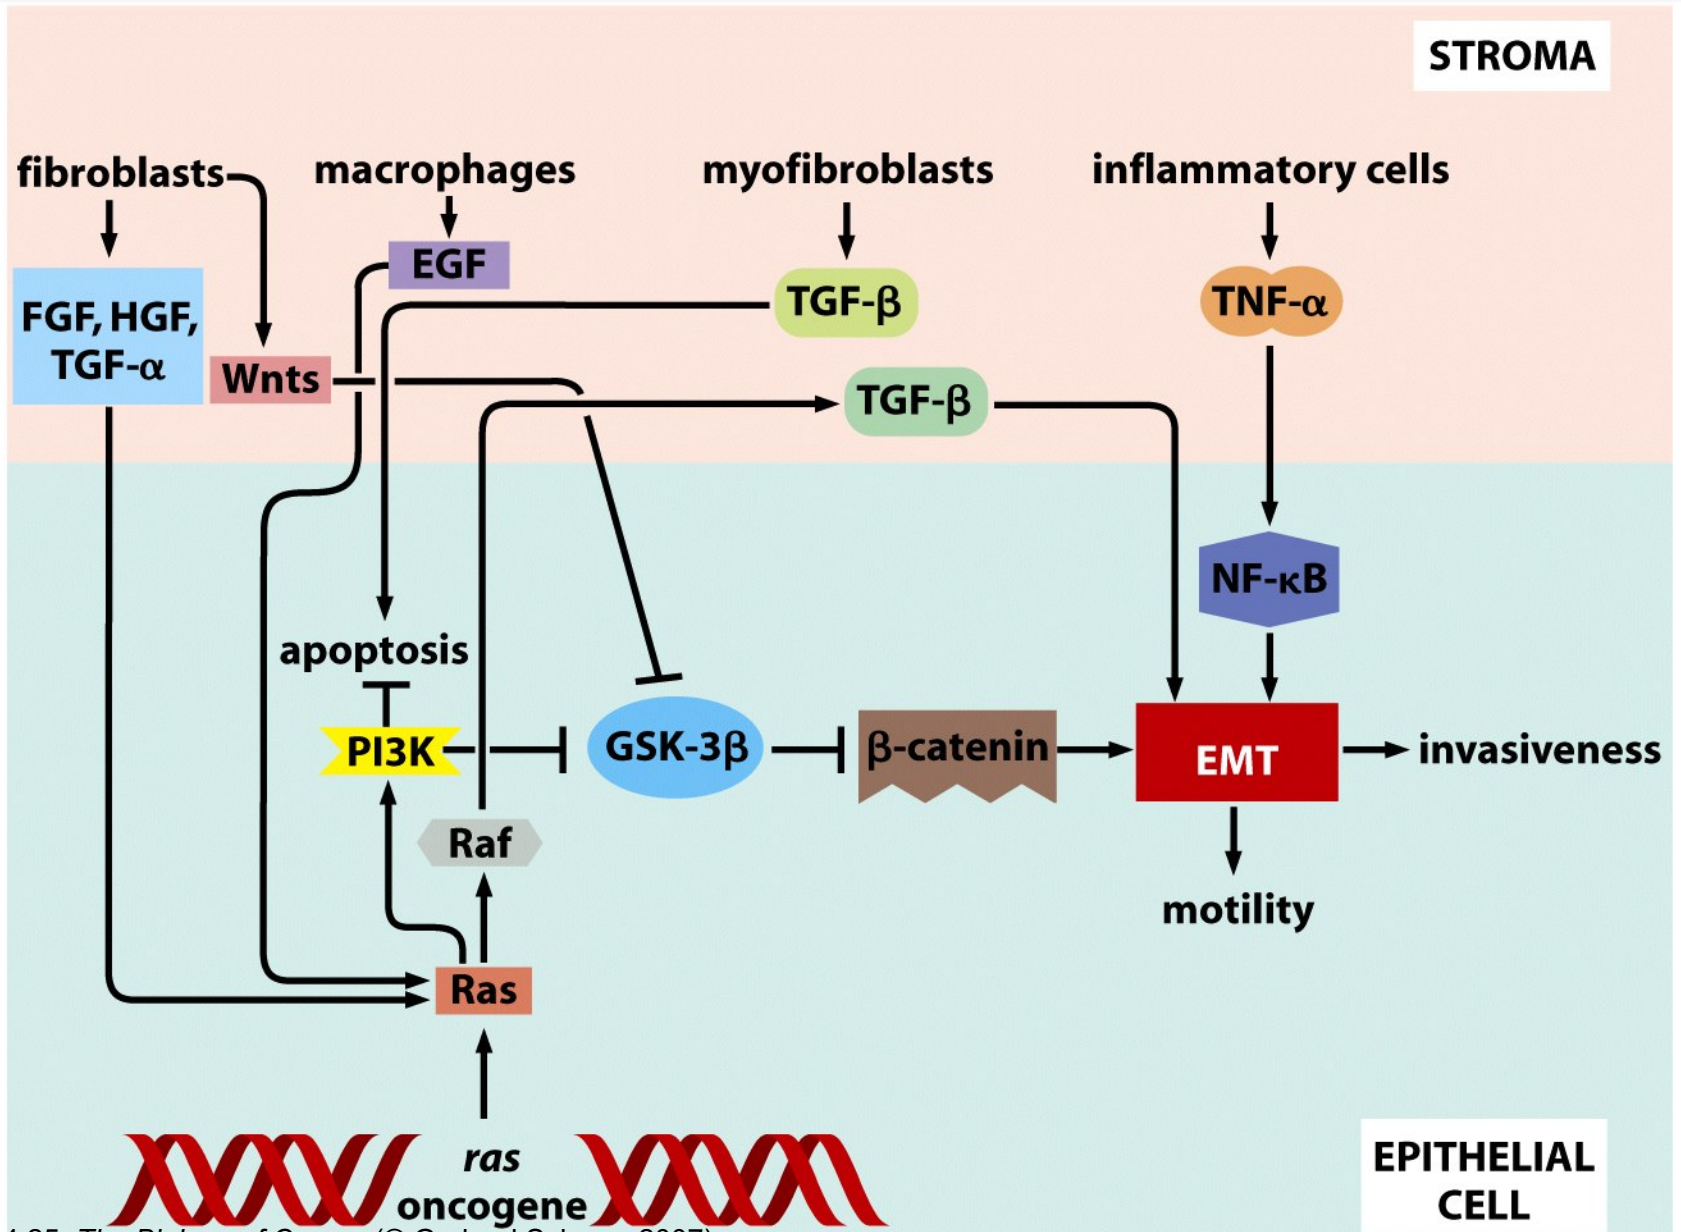 STROMA
fibroblasts
macrophages
myofibroblasts
inflammatory cells
EGF
FGF, HGF,
TGF-α
TGF-β
TNF-α
Wnts
TGF-β
NF-κB
apoptosis
PI3K
GSK-3β
β-catenin
EMT
invasiveness
Raf
motility
Ras
ras
oncogene
EPITHELIAL
CELL